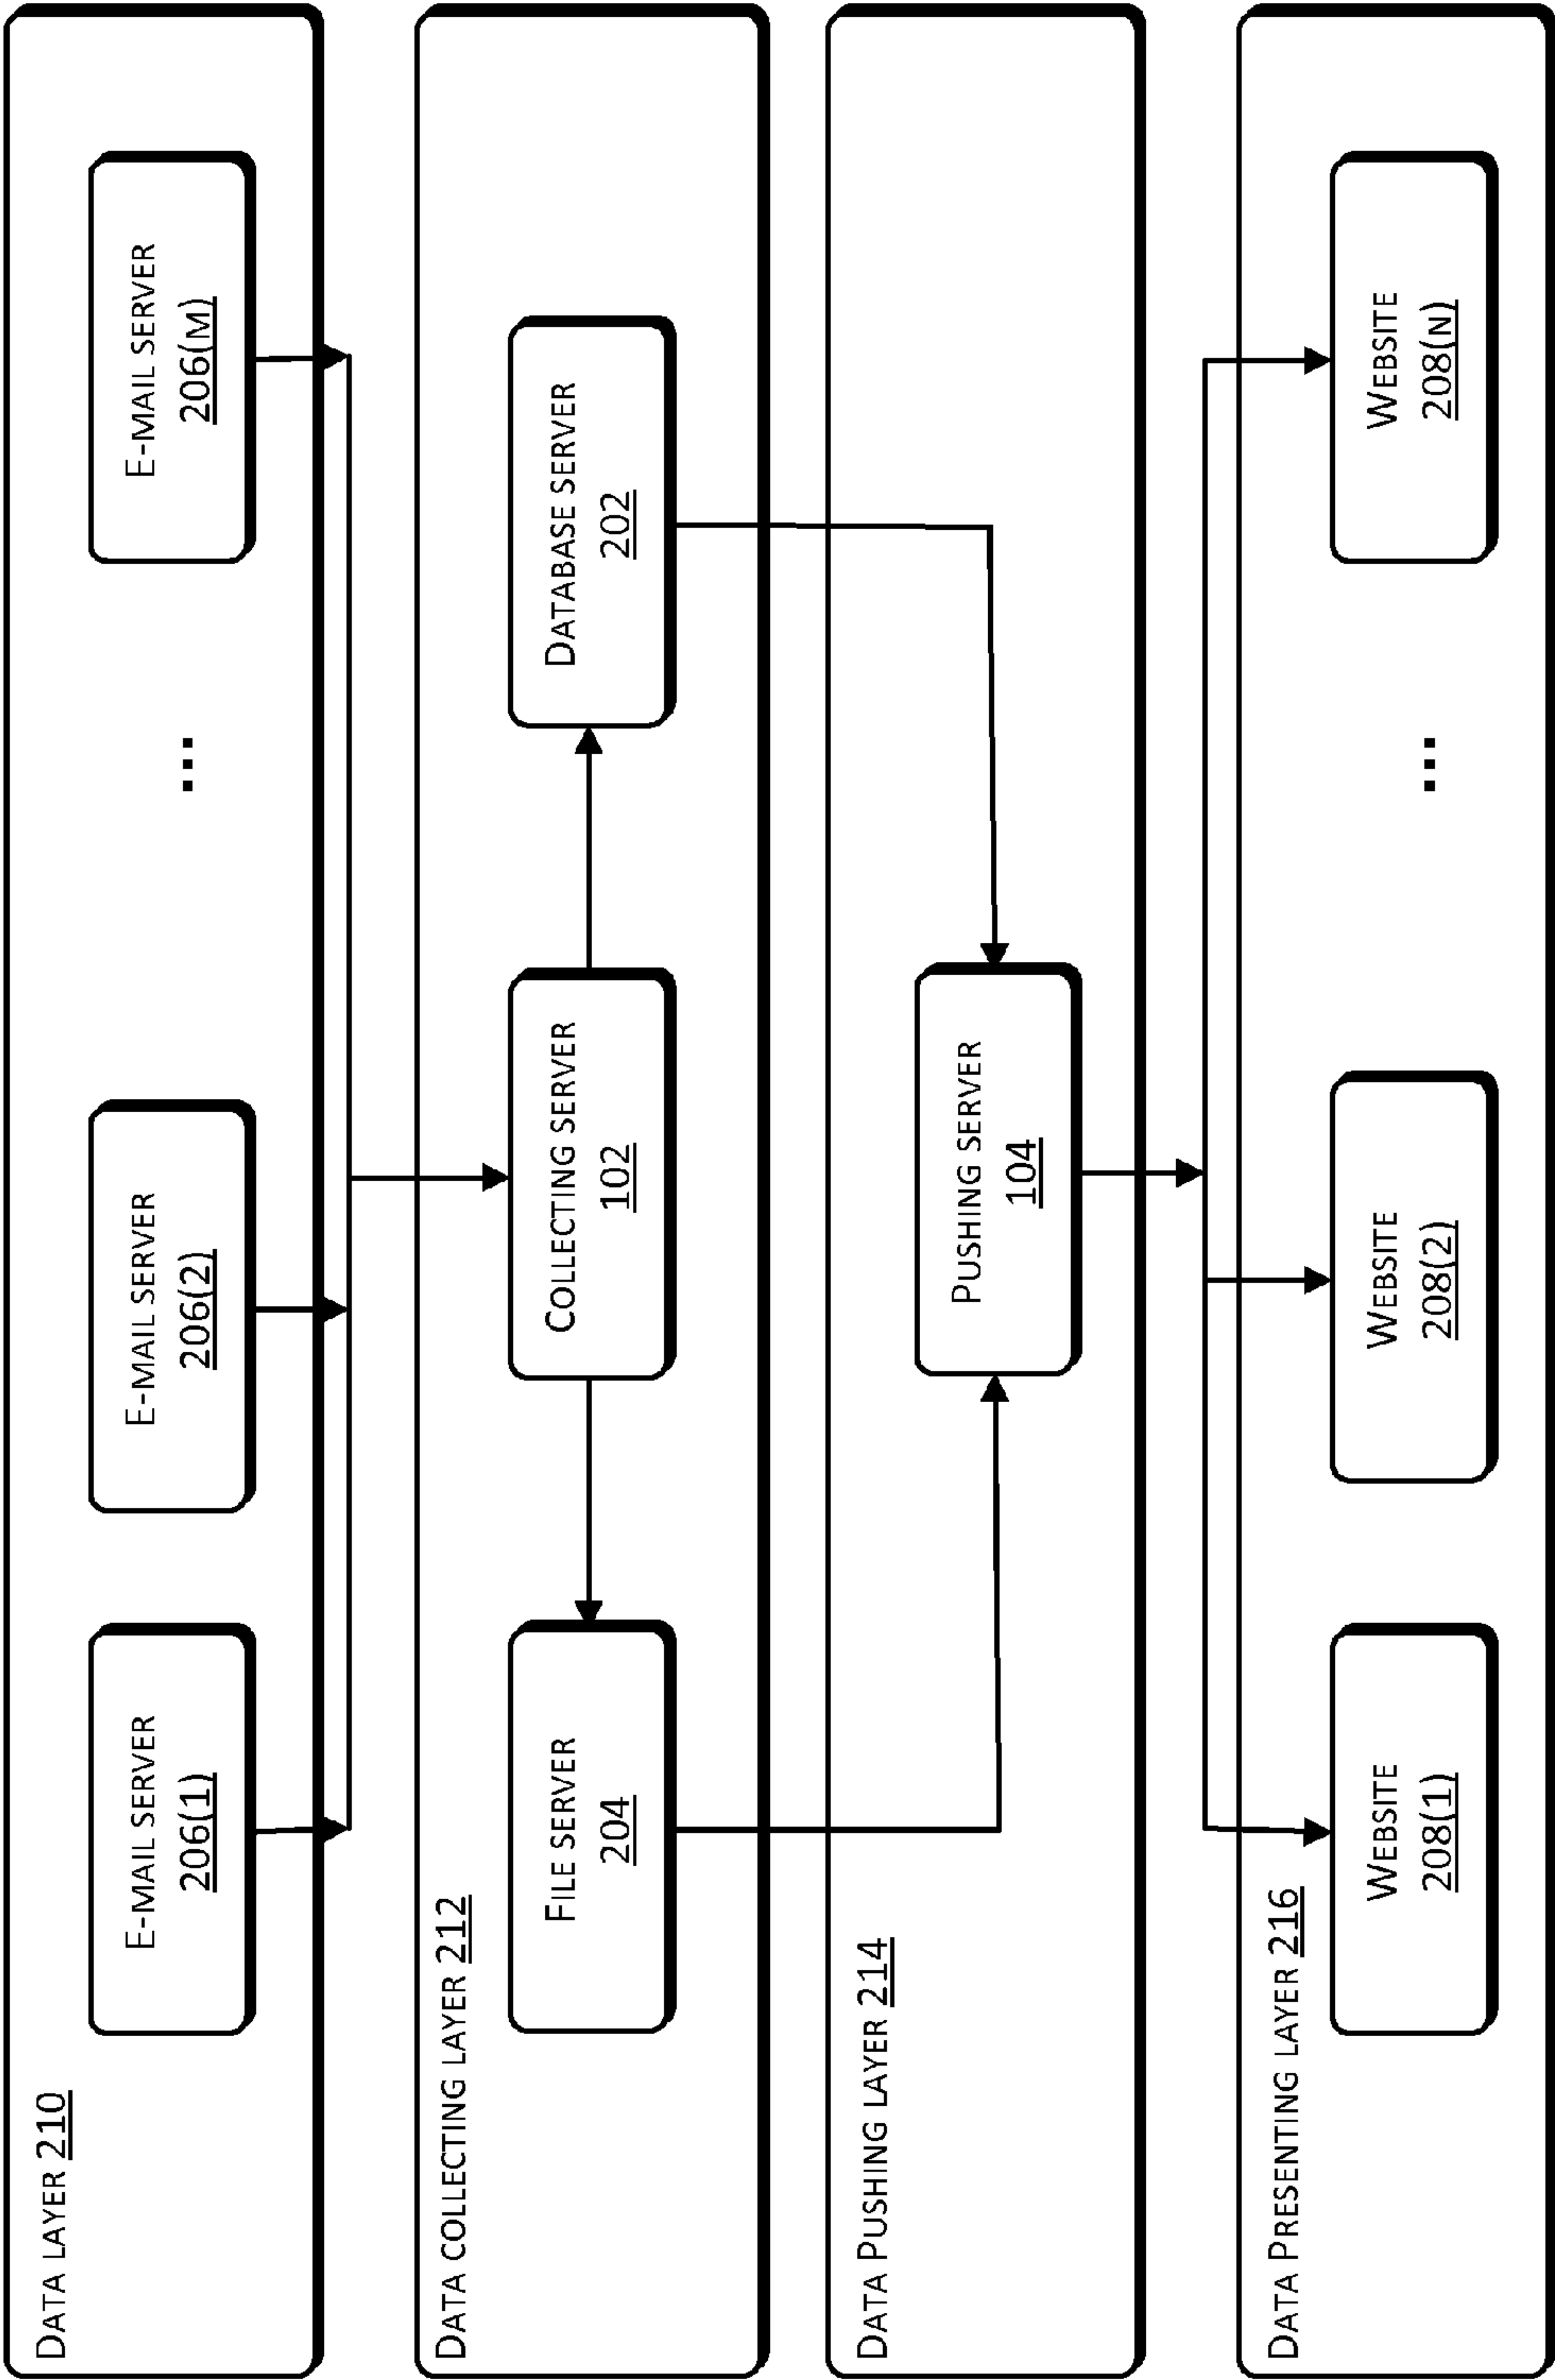 DATA LAYER 210
E-MAIL SERVER
206(1)
E-MAIL SERVER
206(2)
...
E-MAIL SERVER
206(M)
DATA COLLECTING LAYER 212
FILE SERVER
204
COLLECTING SERVER
102
DATABASE SERVER
202
DATA PUSHING LAYER 214
PUSHING SERVER
104
DATA PRESENTING LAYER 216
WEBSITE
208(1)
WEBSITE
208(2)
...
WEBSITE
208(N)